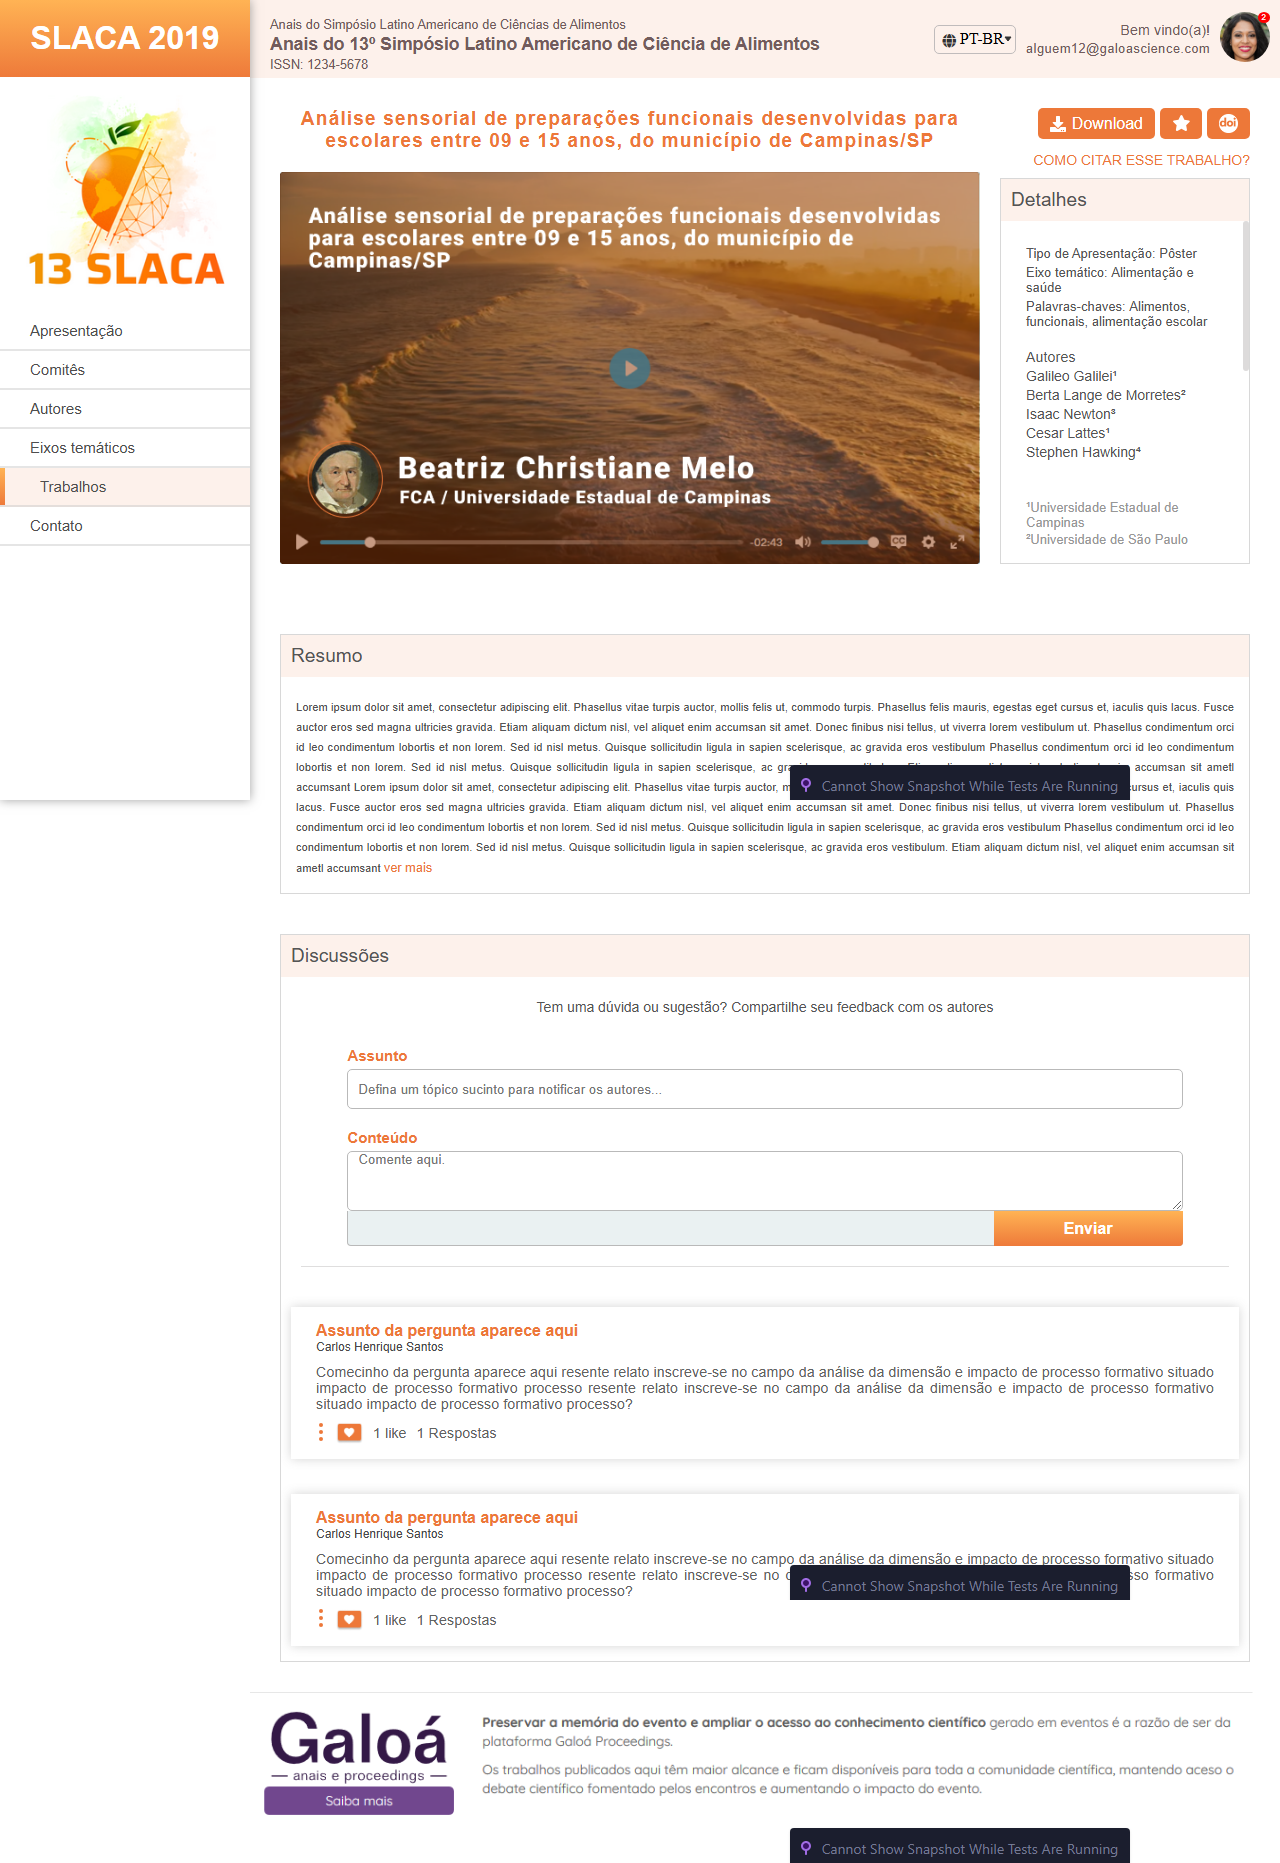 SLACA 2019
Anais do Simpósio Latino Americano de Ciências de Alimentos
Anais do 13º Simpósio Latino Americano de Ciência de Alimentos
ISSN: 1234-5678
PT-BR
Bem vindo(a)!
alguem12@galoascience.com
2
13 SLACA
Apresentação
Comitês
Autores
Eixos temáticos
Trabalhos
Contato
Análise sensorial de preparações funcionais desenvolvidas para
escolares entre 09 e 15 anos, do município de Campinas/SP
Download
doi
COMO CITAR ESSE TRABALHO?
Análise sensorial de preparações funcionais desenvolvidas
para escolares entre 09 e 15 anos, do município de
Campinas/SP
Beatriz Christiane Melo
FCA / Universidade Estadual de Campinas
-02:43
CC
Detalhes
Tipo de Apresentação: Pôster
Eixo temático: Alimentação e
saúde
Palavras-chaves: Alimentos,
funcionais, alimentação escolar
Autores
Galileo Galilei¹
Berta Lange de Morretes²
Isaac Newton³
Cesar Lattes¹
Stephen Hawking⁴
¹Universidade Estadual de
Campinas
²Universidade de São Paulo
Resumo
Lorem ipsum dolor sit amet, consectetur adipiscing elit. Phasellus vitae turpis auctor, mollis felis ut, commodo turpis. Phasellus felis mauris, egestas eget cursus et, iaculis quis lacus. Fusce
auctor eros sed magna ultricies gravida. Etiam aliquam dictum nisl, vel aliquet enim accumsan sit amet. Donec finibus nisi tellus, ut viverra lorem vestibulum ut. Phasellus condimentum orci
id leo condimentum lobortis et non lorem. Sed id nisl metus. Quisque sollicitudin ligula in sapien scelerisque, ac gravida eros vestibulum Phasellus condimentum orci id leo condimentum
lobortis et non lorem. Sed id nisl metus. Quisque sollicitudin ligula in sapien scelerisque, ac accumsan sit ametl
accumsant Lorem ipsum dolor sit amet, consectetur adipiscing elit. Phasellus vitae turpis auctor, cursus et, iaculis quis
Cannot Show Snapshot While Tests Are Running
lacus. Fusce auctor eros sed magna ultricies gravida. Etiam aliquam dictum nisl, vel aliquet enim accumsan sit amet. Donec finibus nisi tellus, ut viverra lorem vestibulum ut. Phasellus
condimentum orci id leo condimentum lobortis et non lorem. Sed id nisl metus. Quisque sollicitudin ligula in sapien scelerisque, ac gravida eros vestibulum Phasellus condimentum orci id leo
condimentum lobortis et non lorem. Sed id nisl metus. Quisque sollicitudin ligula in sapien scelerisque, ac gravida eros vestibulum. Etiam aliquam dictum nisl, vel aliquet enim accumsan sit
ametl accumsant ver mais
Discussões
Tem uma dúvida ou sugestão? Compartilhe seu feedback com os autores
Assunto
Defina um tópico sucinto para notificar os autores...
Conteúdo
Comente aqui.
Enviar
Assunto da pergunta aparece aqui
Carlos Henrique Santos
Comecinho da pergunta aparece aqui resente relato inscreve-se no campo da análise da dimensão e impacto de processo formativo situado
impacto de processo formativo processo resente relato inscreve-se no campo da análise da dimensão e impacto de processo formativo
situado impacto de processo formativo processo?
1 like 1 Respostas
Assunto da pergunta aparece aqui
Carlos Henrique Santos
Comecinho da pergunta aparece aqui resente relato inscreve-se no campo da análise da dimensão e impacto de processo formativo situado
impacto de processo formativo processo resente relato inscreve-se no formativo
Cannot Show Snapshot While Tests Are Running
situado impacto de processo formativo processo?
1 like 1 Respostas
Galoá
anais e proceedings
Saiba mais
Preservar a memória do evento e ampliar o acesso ao conhecimento científico gerado em eventos é a razão de ser da
plataforma Galoá Proceedings.
Os trabalhos publicados aqui têm maior alcance e ficam disponíveis para toda a comunidade científica, mantendo aceso o
debate científico fomentado pelos encontros e aumentando o impacto do evento.
Cannot Show Snapshot While Tests Are Running